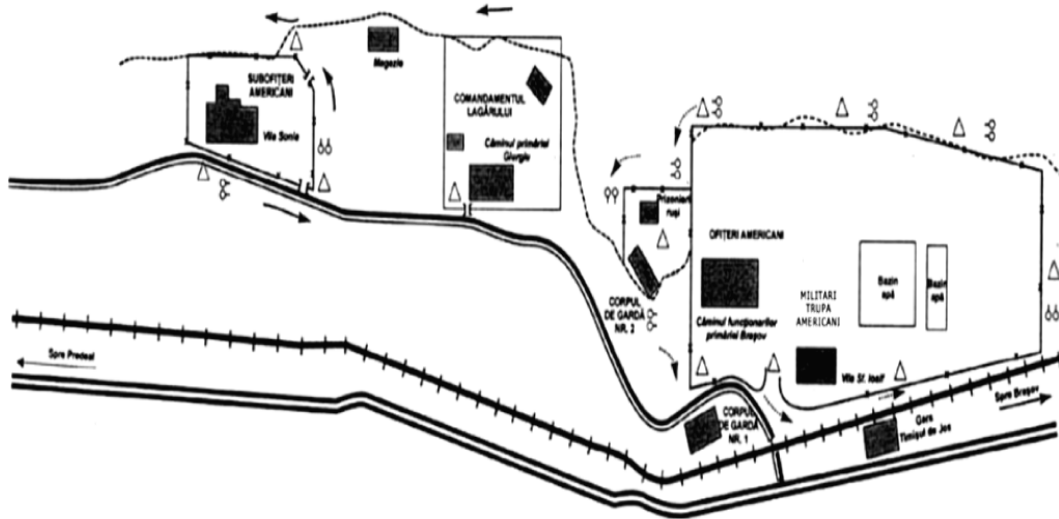 SUBOFIȚERI
AMERICANI
Vila Sonia
Magazie
COMANDAMENTUL
LAGĂRULUI
Căminul primăriei
Giurgiu
Prizonieri
ruși
OFIȚERI AMERICANI
Căminul funcționarilor
primăriei Brașov
MILITARI
TRUPA
AMERICANI
Bazin
apă
Bazin
apă
Vila Sf. Iosif
CORPUL
DE GARDĂ
NR. 2
CORPUL
DE GARDĂ
NR. 1
Spre Predeal
Spre Brașov
Gara
Timișul de Jos